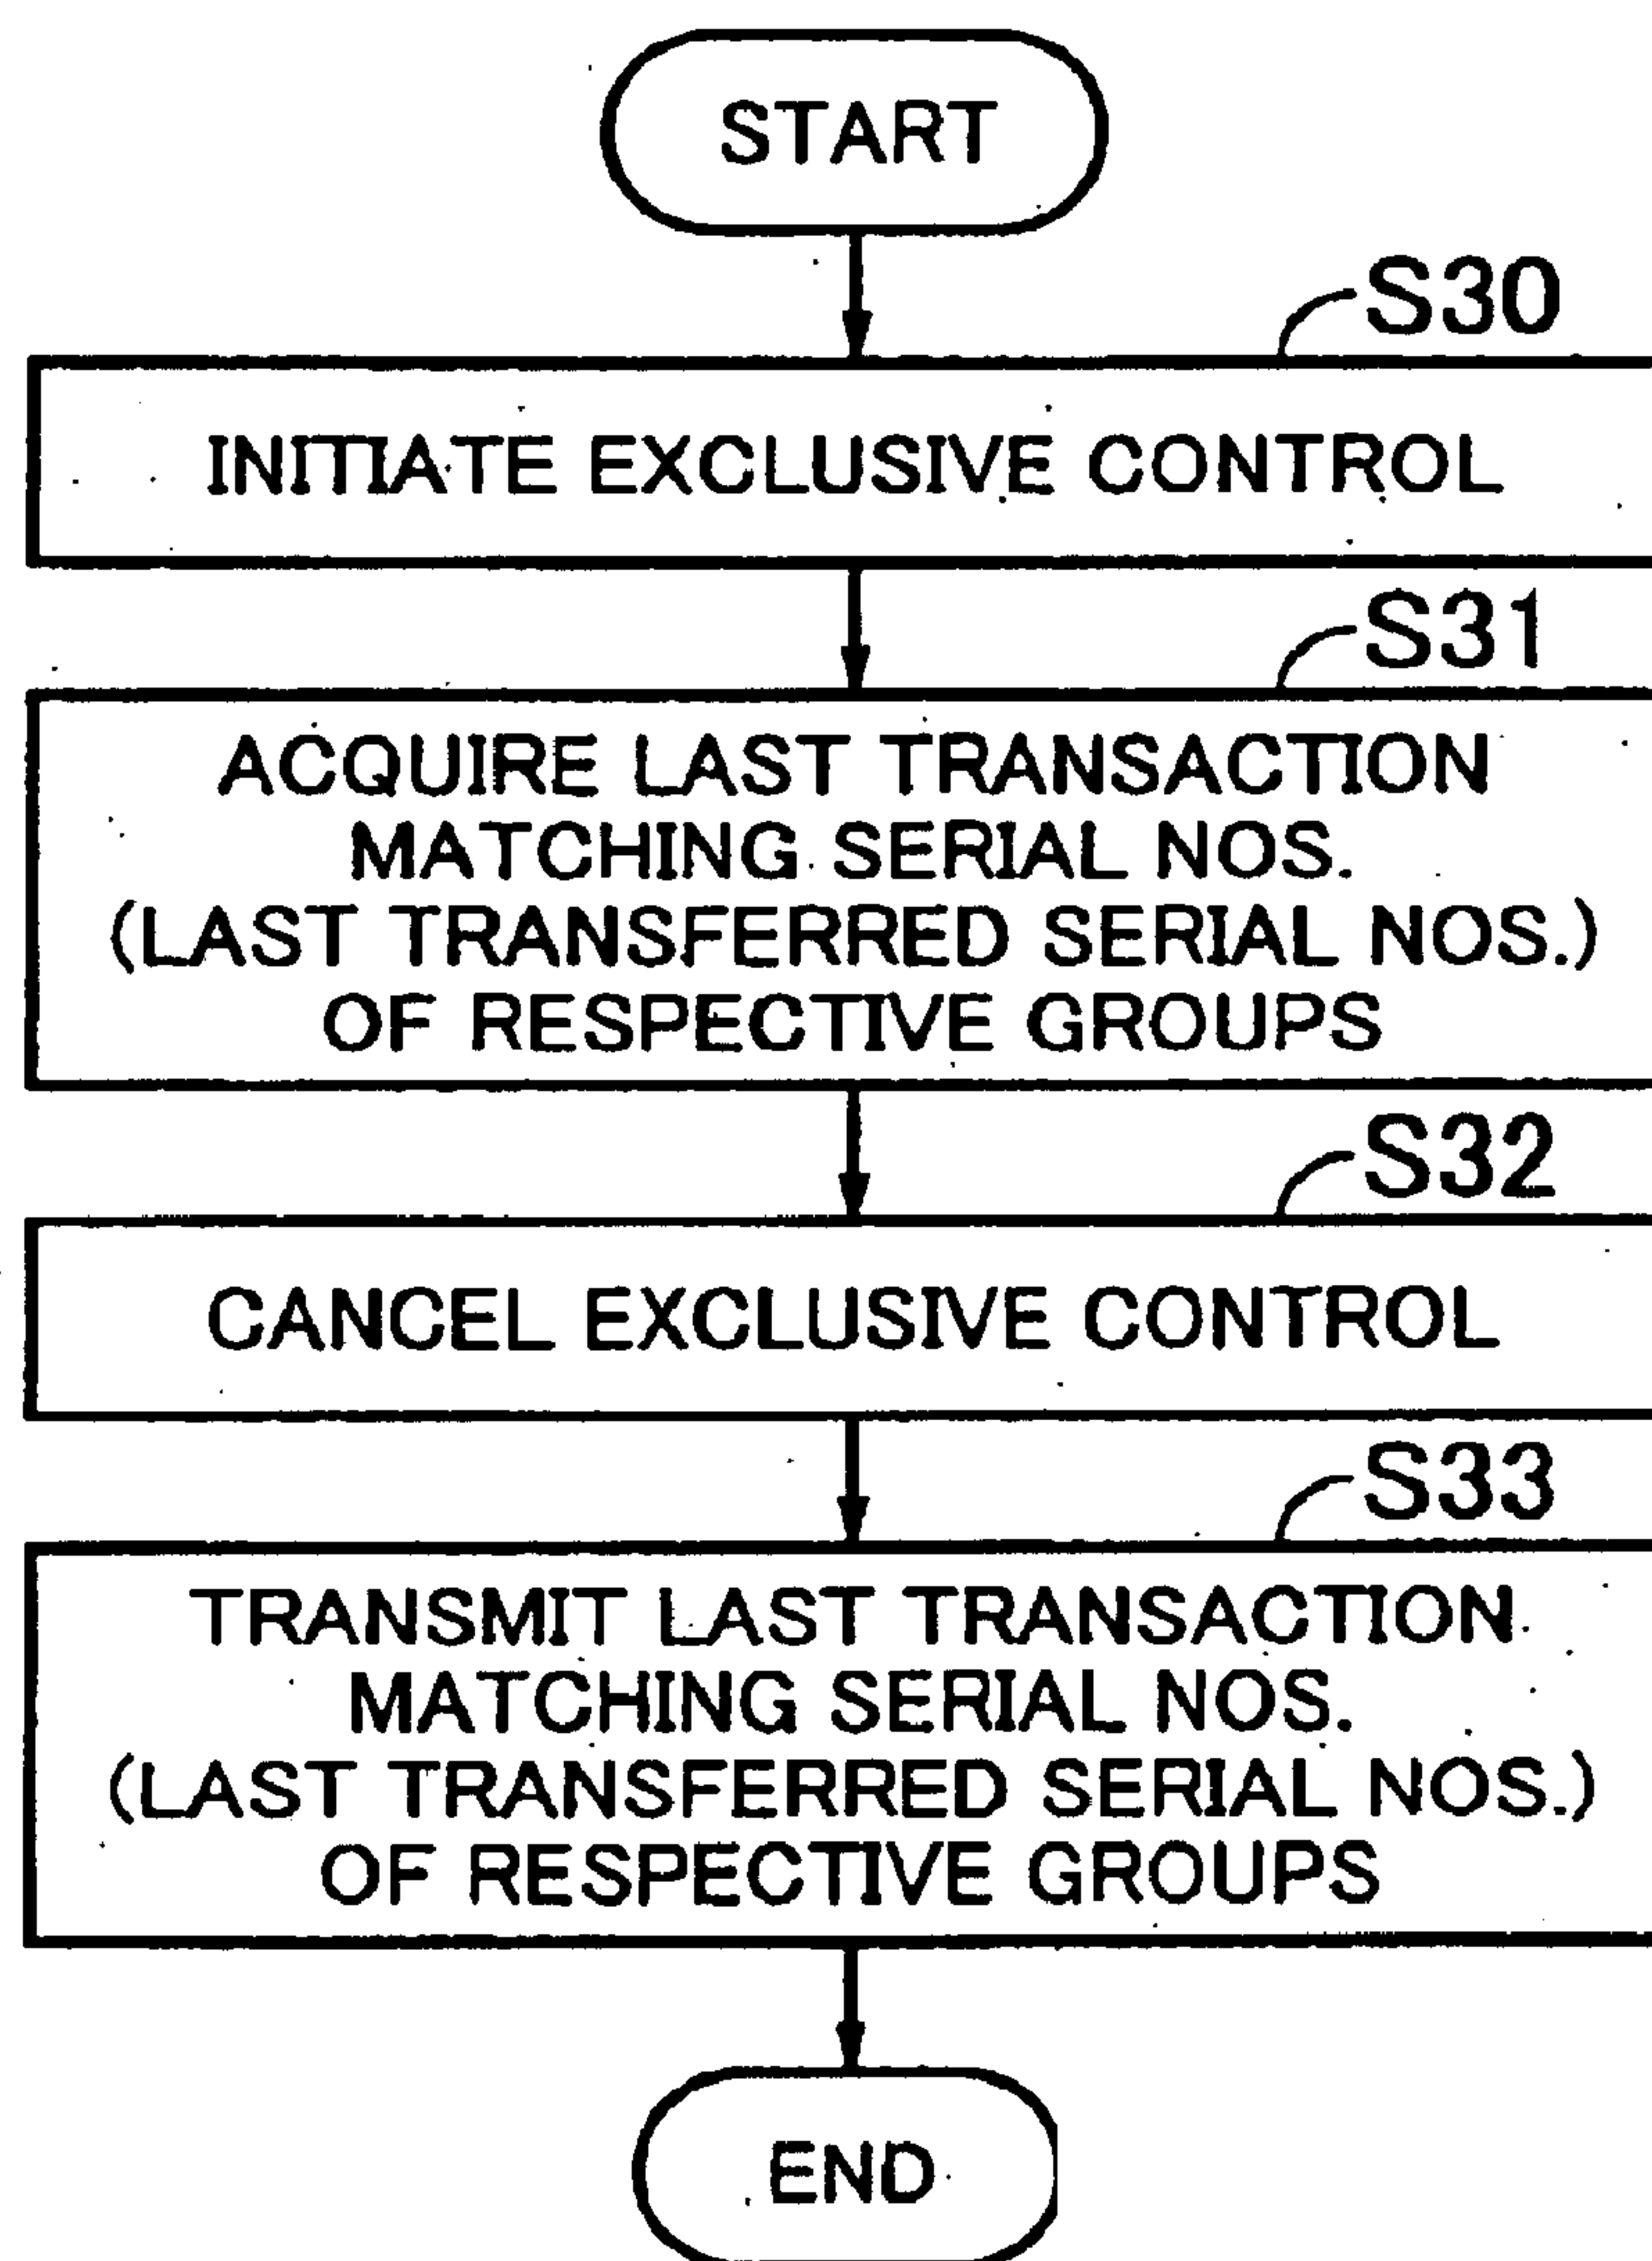 START
S30
INITIATE EXCLUSIVE CONTROL
S31
ACQUIRE LAST TRANSACTION
MATCHING SERIAL NOS.
(LAST TRANSFERRED SERIAL NOS.)
OF RESPECTIVE GROUPS
S32
CANCEL EXCLUSIVE CONTROL
S33
TRANSMIT LAST TRANSACTION
MATCHING SERIAL NOS.
(LAST TRANSFERRED SERIAL NOS.)
OF RESPECTIVE GROUPS
END